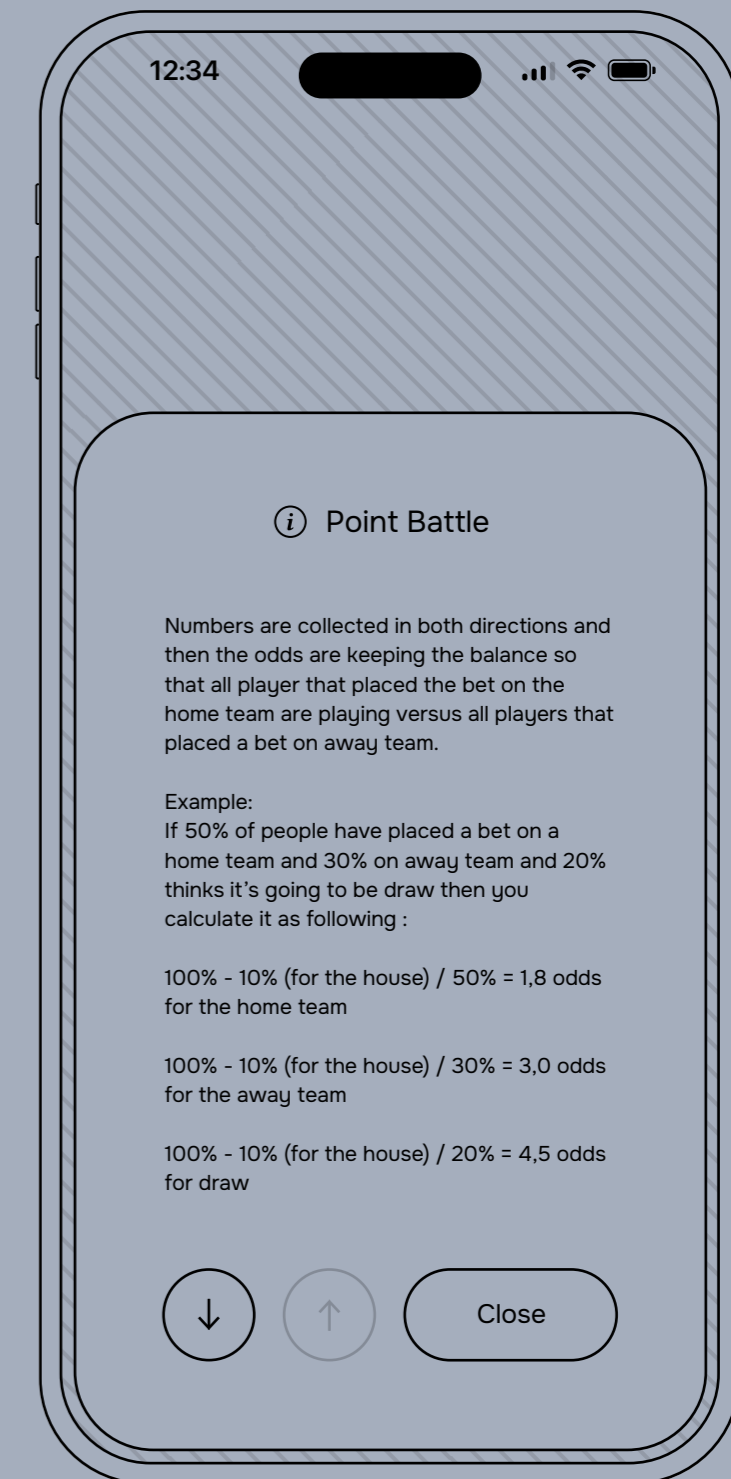 12:34
i Point Battle
Numbers are collected in both directions and
then the odds are keeping the balance so
that all player that placed the bet on the
home team are playing versus all players that
placed a bet on away team.
Example:
If 50% of people have placed a bet on a
home team and 30% on away team and 20%
thinks it’s going to be draw then you
calculate it as following :
100% - 10% (for the house) / 50% = 1,8 odds
for the home team
100% - 10% (for the house) / 30% = 3,0 odds
for the away team
100% - 10% (for the house) / 20% = 4,5 odds
for draw
Close